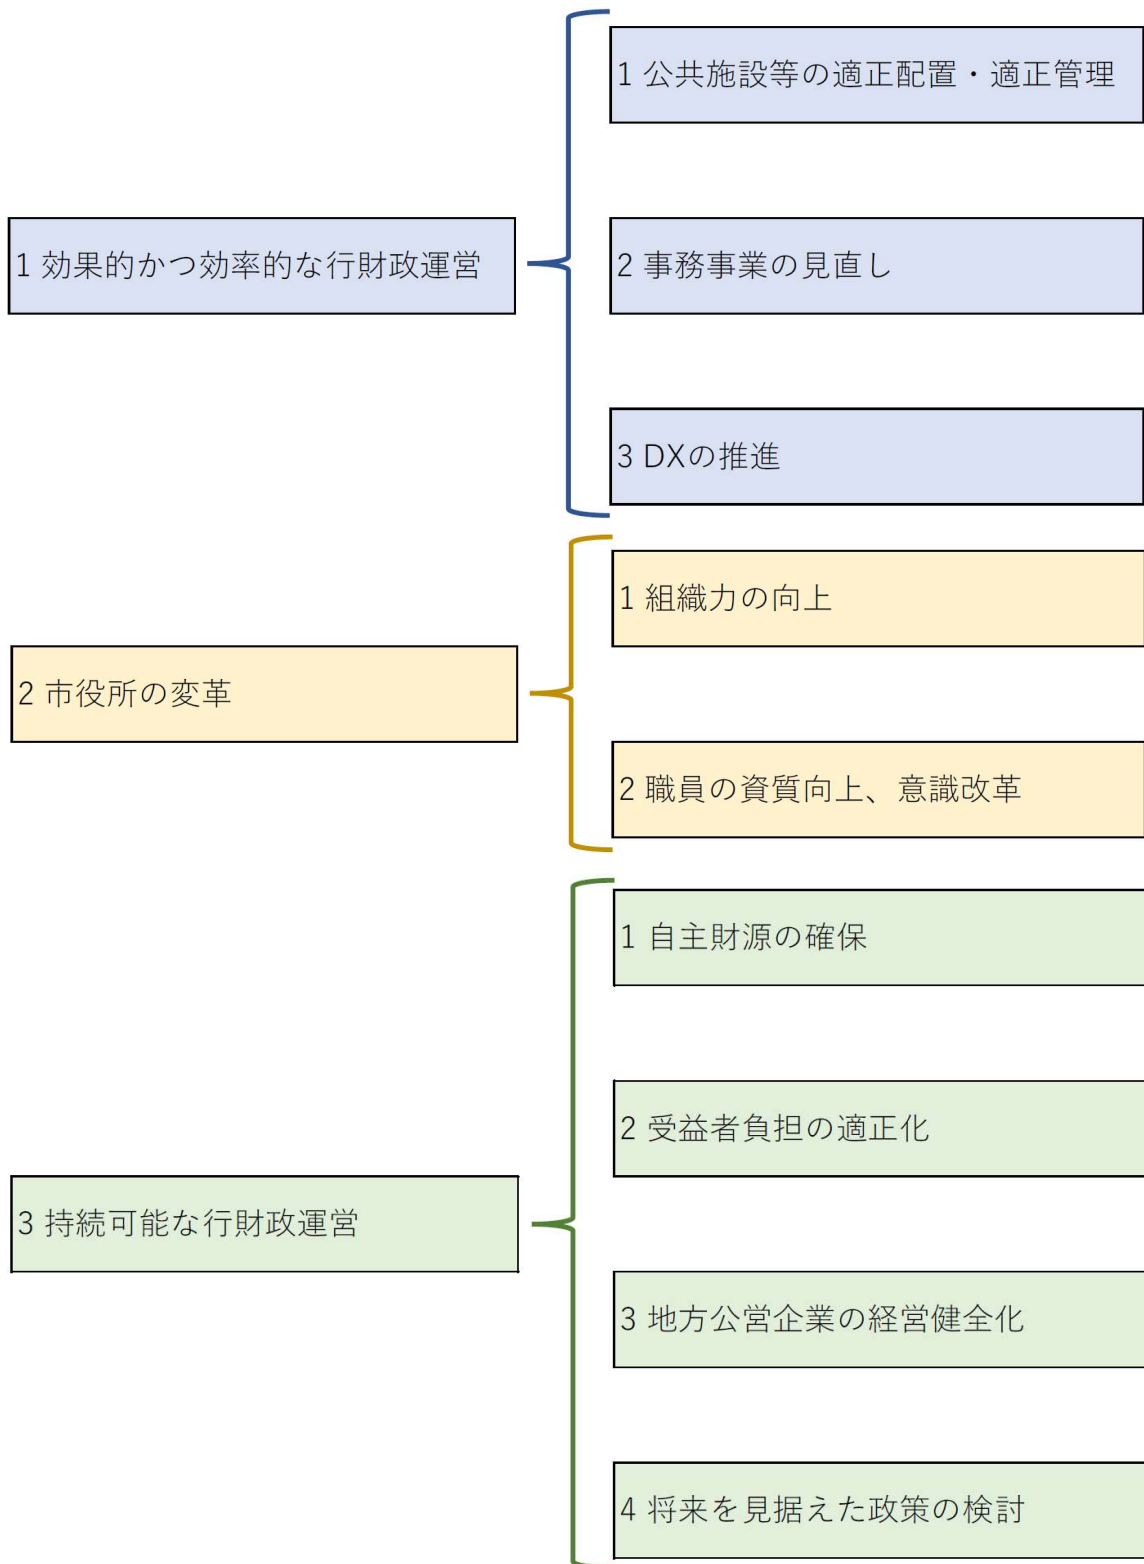 1 効果的かつ効率的な行財政運営
1 公共施設等の適正配置・適正管理
2 事務事業の見直し
3 DXの推進
2 市役所の変革
1 組織力の向上
2 職員の資質向上、意識改革
3 持続可能な行財政運営
1 自主財源の確保
2 受益者負担の適正化
3 地方公営企業の経営健全化
4 将来を見据えた政策の検討